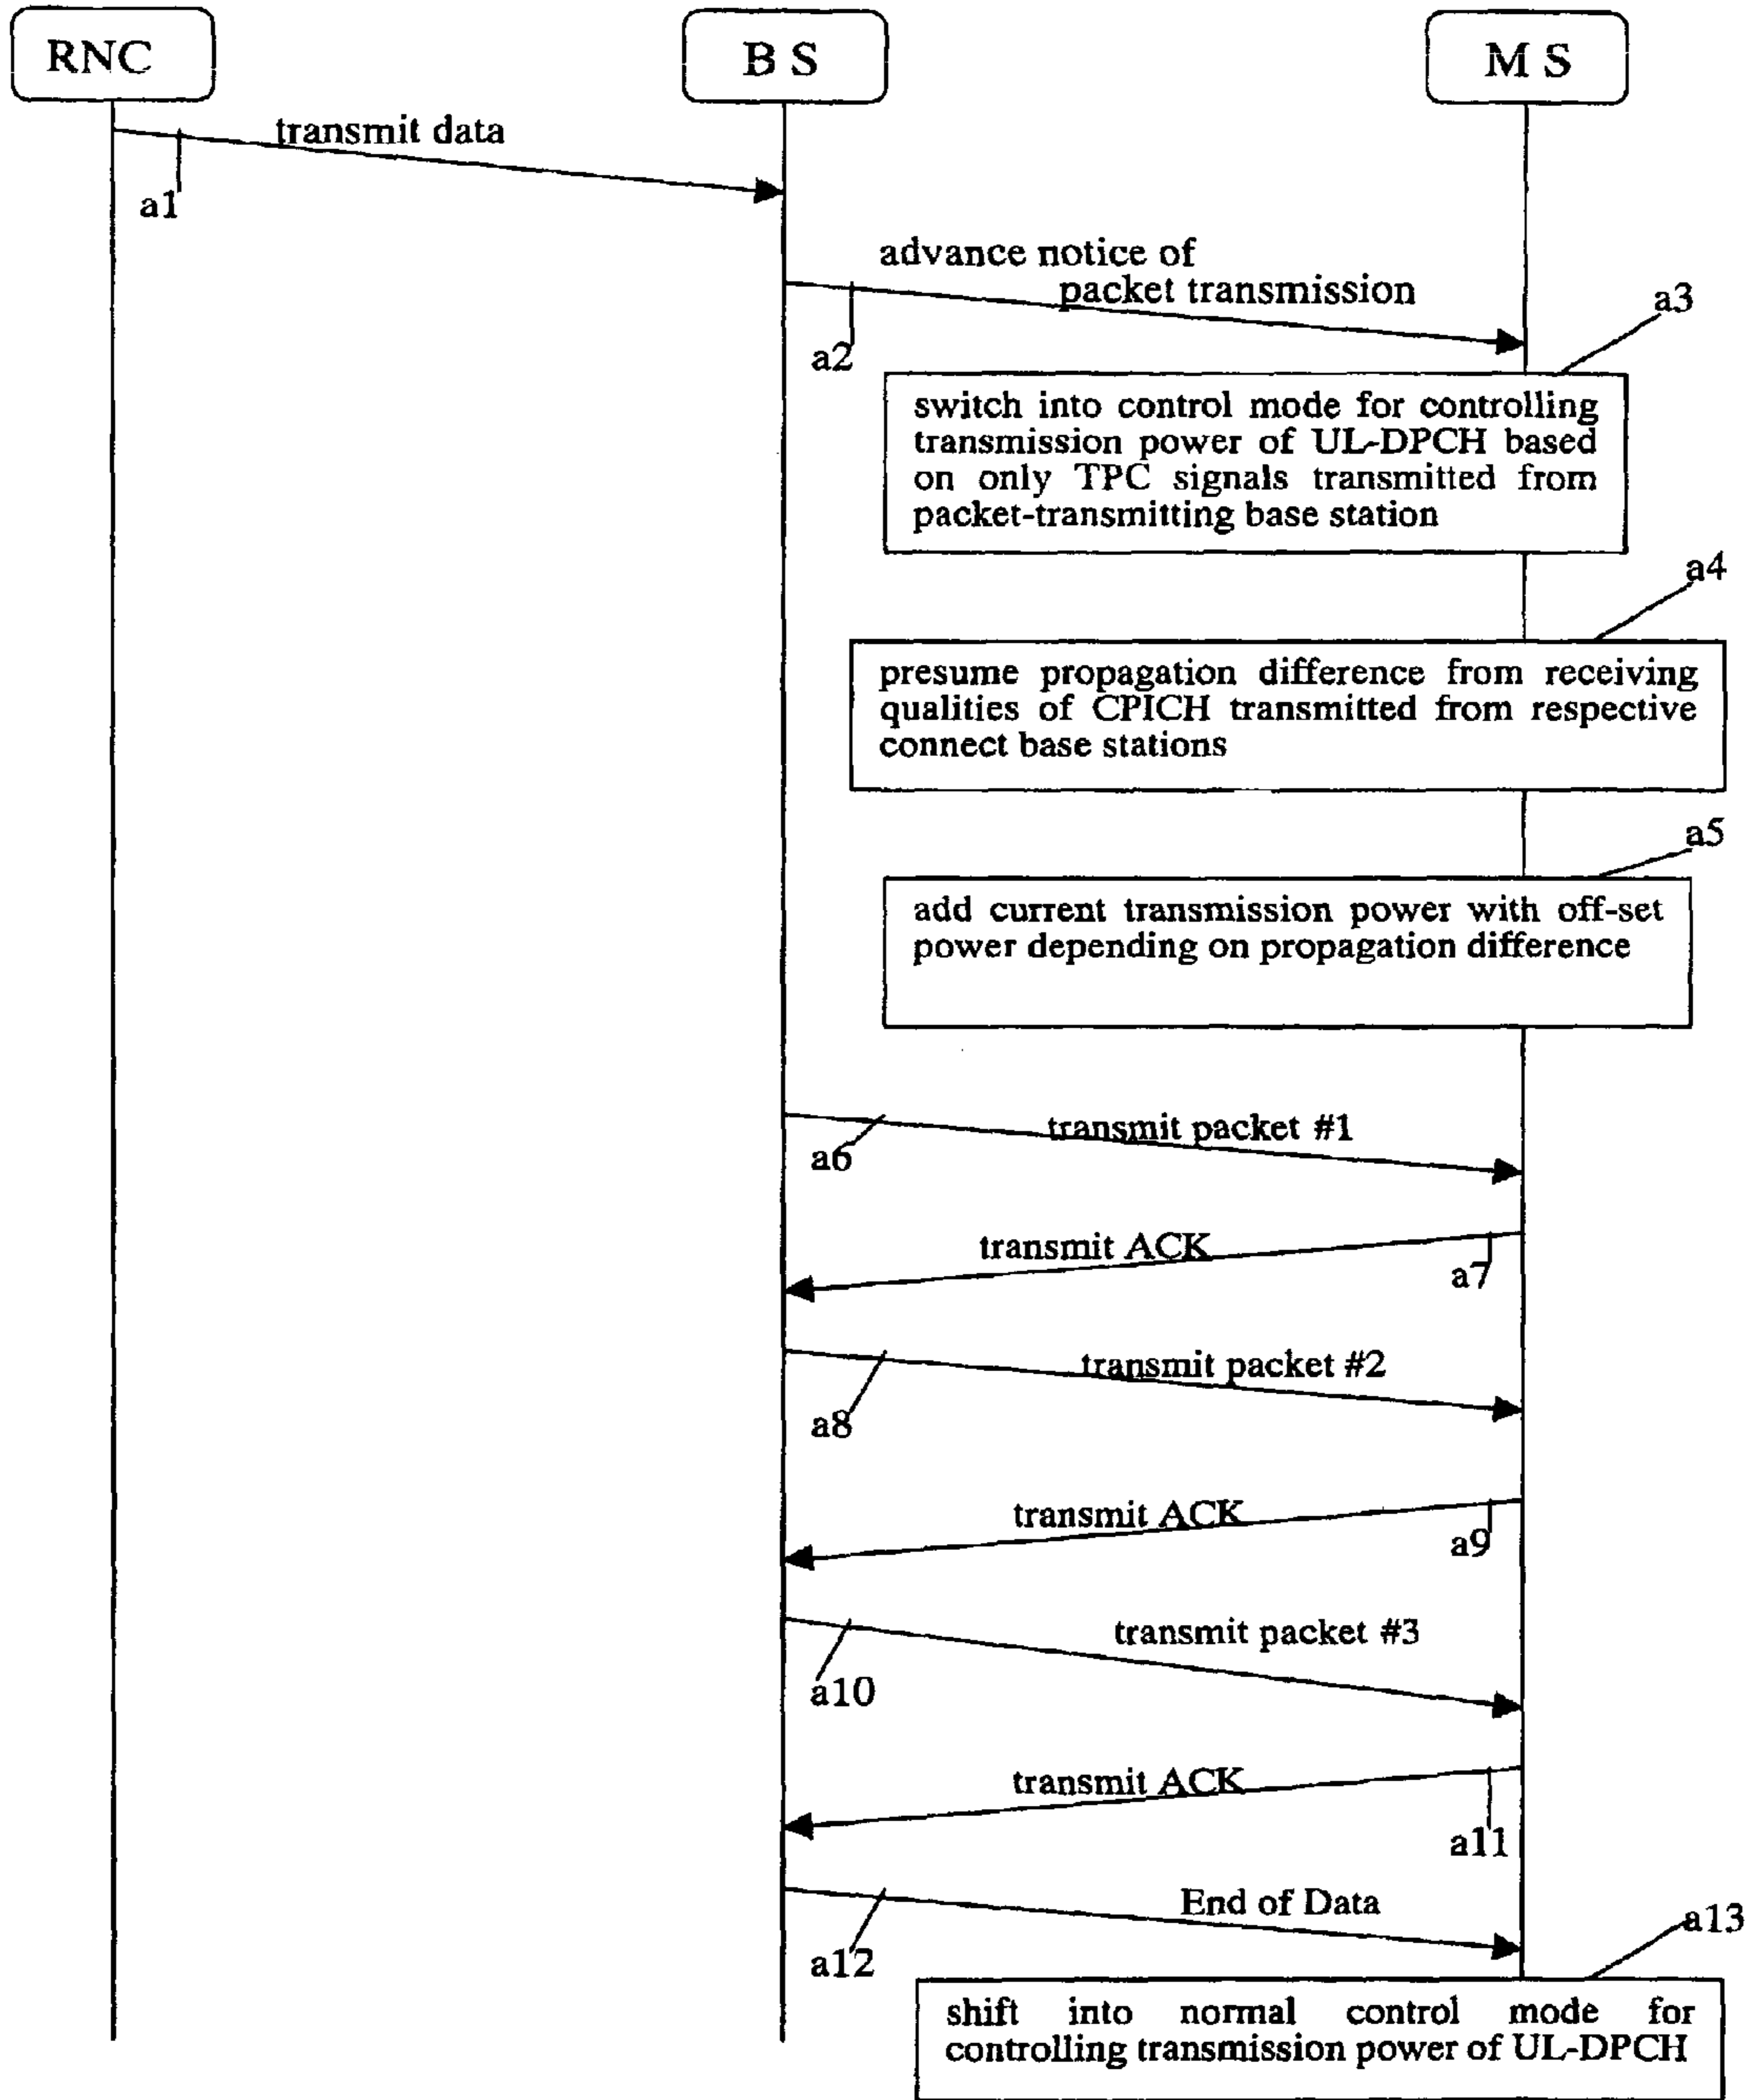 RNC
B S
M S
transmit data
a1
advance notice of
packet transmission
a2
a3
switch into control mode for controlling
transmission power of UL-DPCH based
on only TPC signals transmitted from
packet-transmitting base station
a4
presume propagation difference from receiving
qualities of CPICH transmitted from respective
connect base stations
a5
add current transmission power with off-set
power depending on propagation difference
transmit packet #1
a6
transmit ACK
a7
transmit packet #2
a8
transmit ACK
a9
transmit packet #3
a10
transmit ACK
a11
End of Data
a12
a13
shift into normal control mode for
controlling transmission power of UL-DPCH